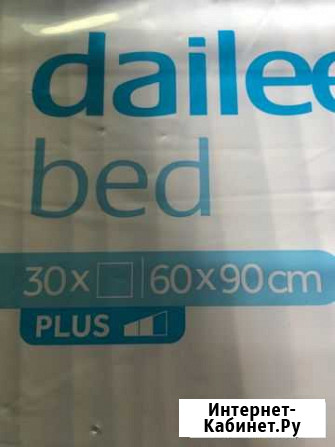 dailee
bed
30x 60x90cm
PLUS
Интернет-
Кабинет.Ру